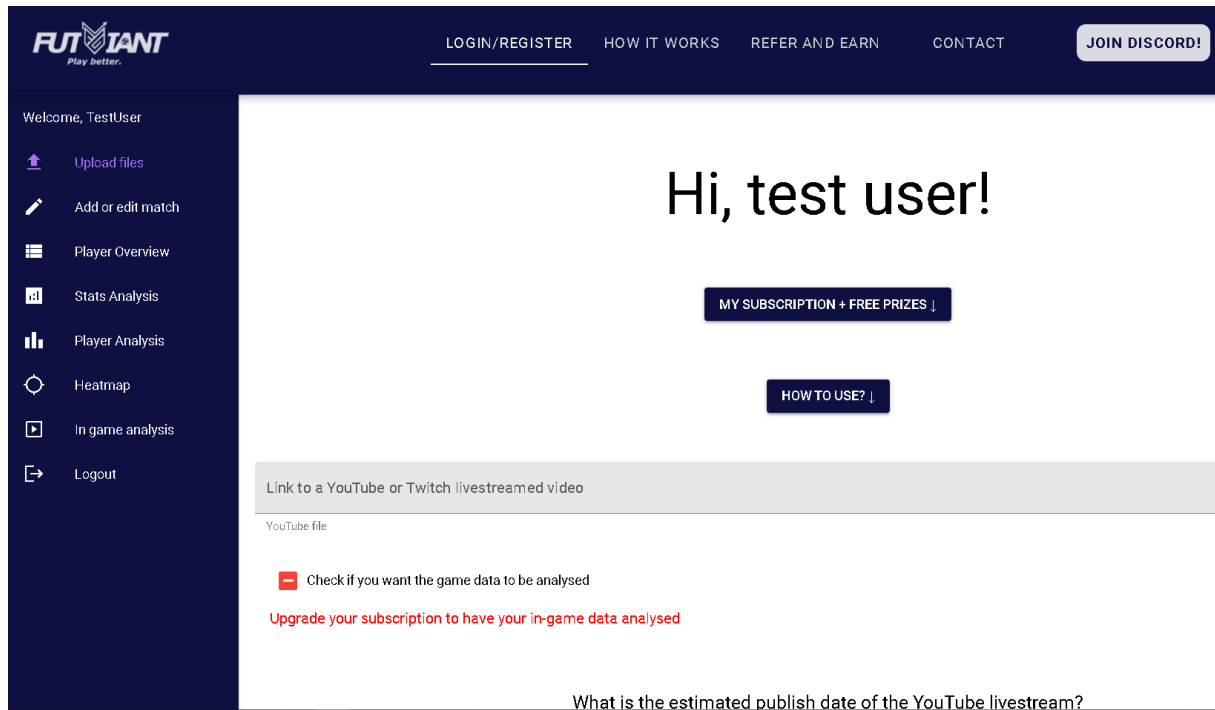 FUTVIANT
Play better.
LOGIN/REGISTER HOW IT WORKS REFER AND EARN CONTACT JOIN DISCORD!
Welcome, TestUser
Upload files
Add or edit match
Player Overview
Stats Analysis
Player Analysis
Heatmap
In game analysis
Logout
Hi, test user!
MY SUBSCRIPTION + FREE PRIZES ↓
HOW TO USE? ↓
Link to a YouTube or Twitch livestreamed video
YouTube file
Check if you want the game data to be analysed
Upgrade your subscription to have your in-game data analysed
What is the estimated publish date of the YouTube livestream?